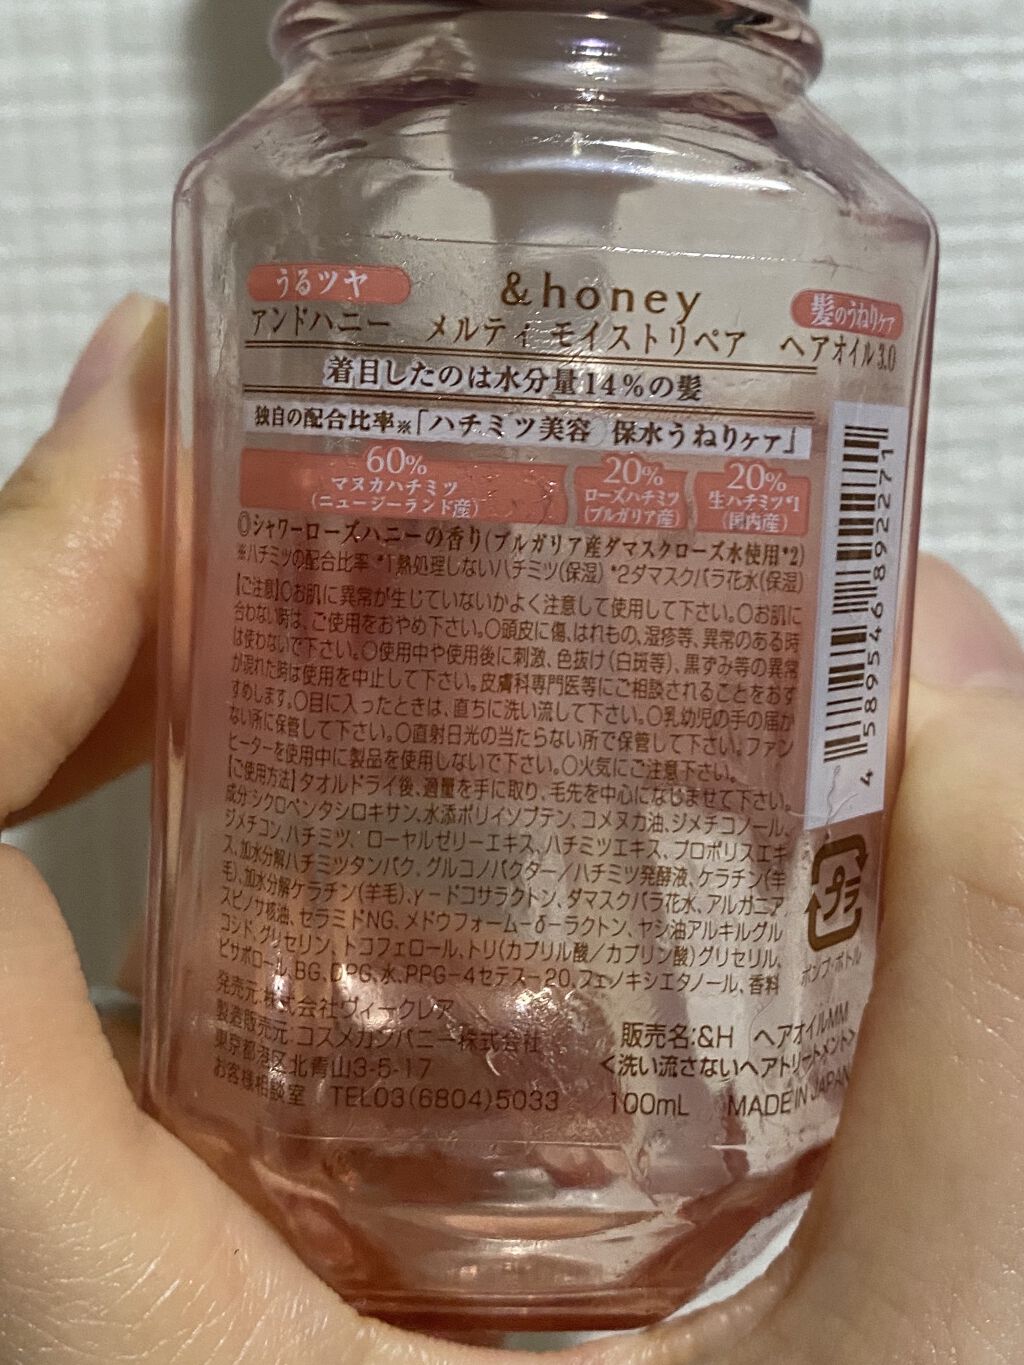 うるツヤ
&honey
髪のうねりケア
アンドハニー メルティ モイストリペア ヘアオイル3.0
着目したのは水分量14%の髪
独自の配合比率※「ハチミツ美容 保水うねりケア」
60%
マヌカハチミツ
(ニュージーランド産)
20%
ローズハチミツ
(ブルガリア産)
20%
生ハチミツ*1
(国内産)
◎シャワーローズハニーの香り(ブルガリア産ダマスクローズ水使用*2)
※ハチミツの配合比率 *1熱処理しないハチミツ(保湿) *2ダマスクバラ花水(保湿)
【ご注意】○お肌に異常が生じていないかよく注意して使用して下さい。○お肌に
合わない時は、ご使用をおやめ下さい。○頭皮に傷、はれもの、湿疹等、異常のある時
は使わないで下さい。○使用中や使用後に刺激、色抜け(白斑等)、黒ずみ等の異常
が現れた時は使用を中止して下さい。皮膚科専門医等にご相談されることをおす
すめします。○目に入ったときは、直ちに洗い流して下さい。○乳幼児の手の届か
ない所に保管して下さい。○直射日光の当たらない所で保管して下さい。ファン
ヒーターを使用中に製品を使用しないで下さい。○火気にご注意下さい。
【ご使用方法】タオルドライ後、適量を手に取り、毛先を中心になじませて下さい。
成分:シクロペンタシロキサン、水添ポリイソブテン、コメヌカ油、ジメチコノール、
ジメチコン、ハチミツ、ローヤルゼリーエキス、ハチミツエキス、プロポリスエキ
ス、加水分解ハチミツタンパク、グルコノバクター/ハチミツ発酵液、ケラチン(羊
毛)、加水分解ケラチン(羊毛)、γ-ドコサラクトン、ダマスクバラ花水、アルガニア
スピノサ核油、セラミドNG、メドウフォーム-δ-ラクトン、ヤシ油アルキルグル
コシド、グリセリン、トコフェロール、トリ(カプリル酸/カプリン酸)グリセリル、
ビサボロール、BG、DPG、水、PPG-4セテス-20、フェノキシエタノール、香料
発売元:株式会社ヴィークレア
製造販売元:コスメカンパニー株式会社
東京都港区北青山3-5-17
お客様相談室 TEL03(6804)5033
販売名:&H ヘアオイルMM
<洗い流さないヘアトリートメント>
100mL MADE IN JAPAN
4 589546 892271
プラ
ポンプ・ボトル